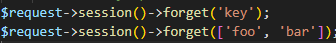 $request->session()->forget('key');
$request->session()->forget(['foo', 'bar']);